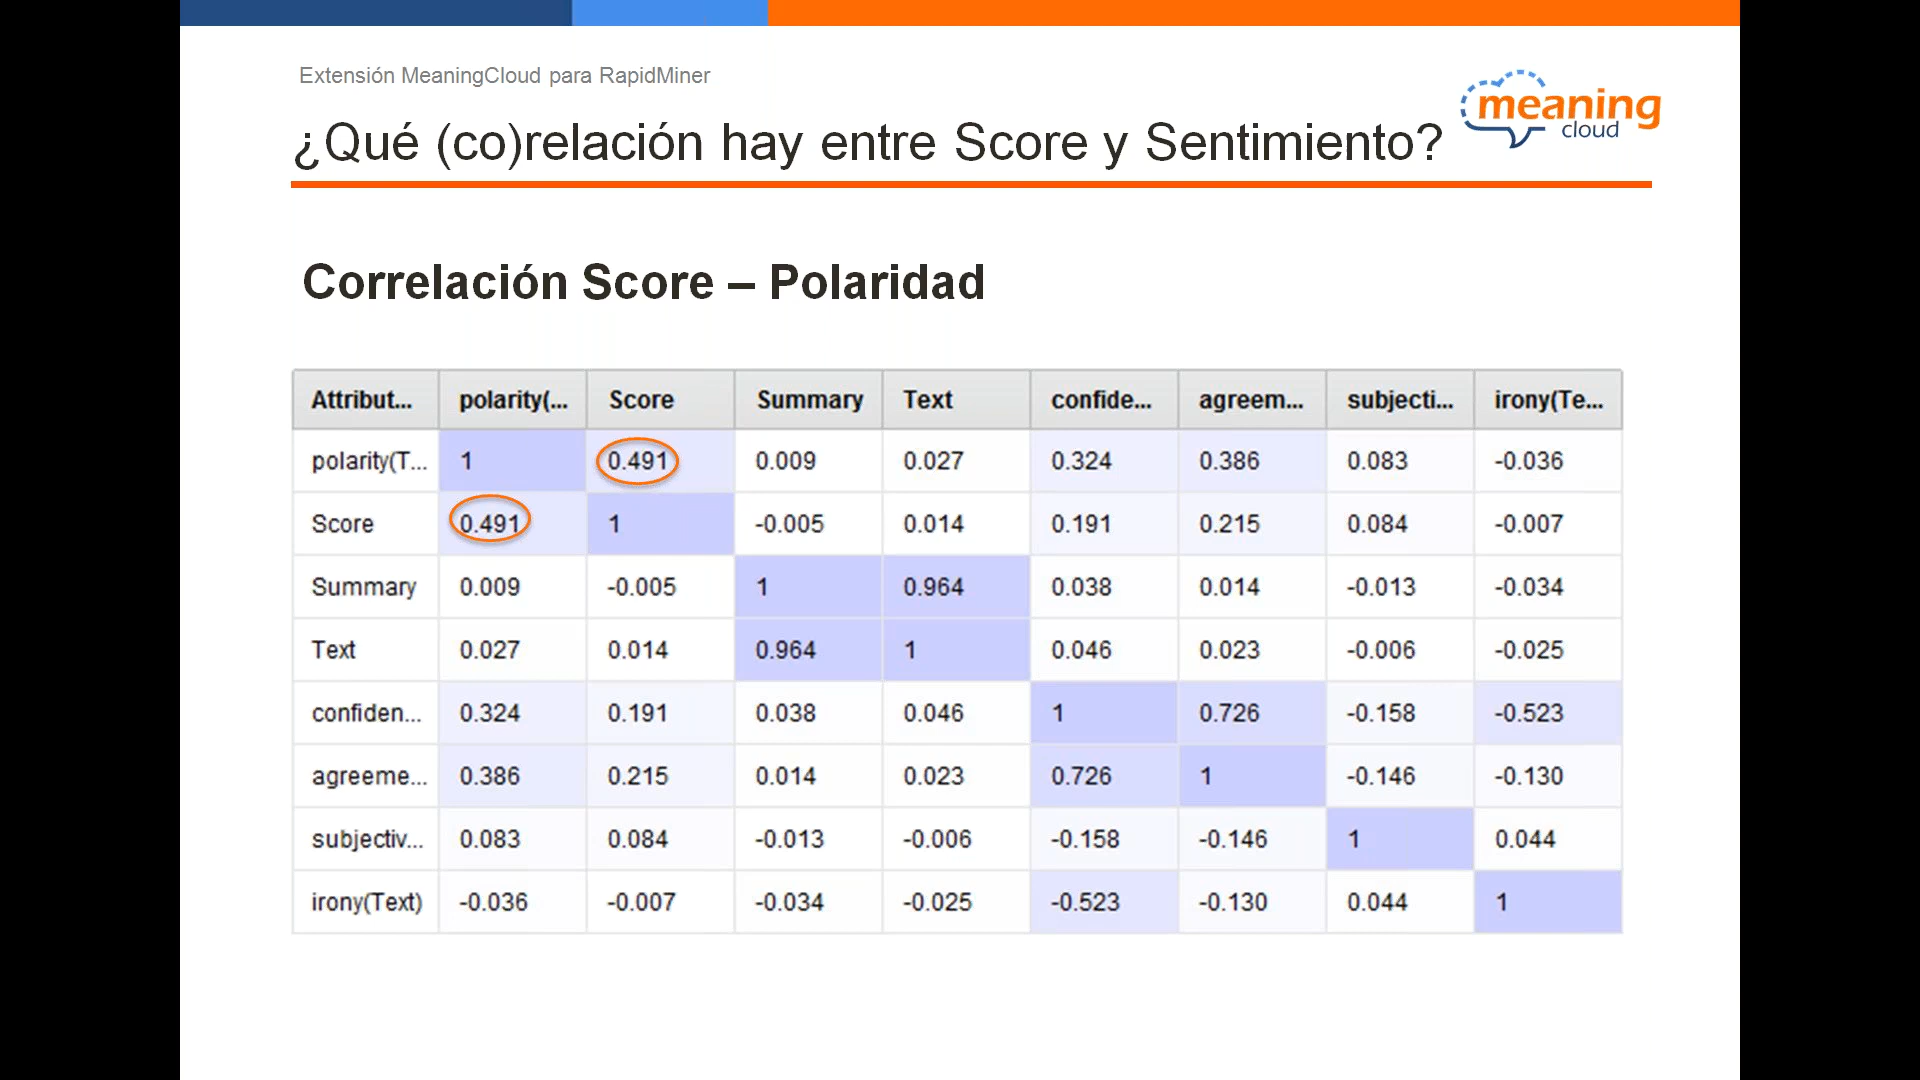 Extensión MeaningCloud para RapidMiner
¿Qué (co)relación hay entre Score y Sentimiento?
meaning
cloud
Correlación Score – Polaridad
Attribut... polarity(... Score Summary Text confide... agreem... subjecti... irony(Te...
polarity(T... 1 0.491 0.009 0.027 0.324 0.386 0.083 -0.036
Score 0.491 1 -0.005 0.014 0.191 0.215 0.084 -0.007
Summary 0.009 -0.005 1 0.964 0.038 0.014 -0.013 -0.034
Text 0.027 0.014 0.964 1 0.046 0.023 -0.006 -0.025
confiden... 0.324 0.191 0.038 0.046 1 0.726 -0.158 -0.523
agreeme... 0.386 0.215 0.014 0.023 0.726 1 -0.146 -0.130
subjectiv... 0.083 0.084 -0.013 -0.006 -0.158 -0.146 1 0.044
irony(Text) -0.036 -0.007 -0.034 -0.025 -0.523 -0.130 0.044 1